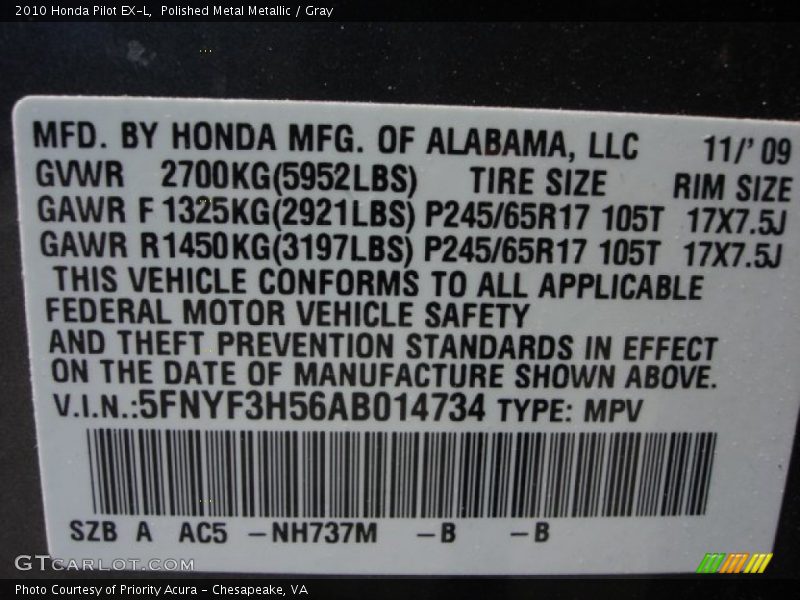 2010 Honda Pilot EX-L,  Polished Metal Metallic / Gray
MFD. BY HONDA MFG. OF ALABAMA, LLC 11/' 09
GVWR 2700KG(5952LBS) TIRE SIZE RIM SIZE
GAWR F 1325KG(2921LBS) P245/65R17 105T 17X7.5J
GAWR R1450KG(3197LBS) P245/65R17 105T 17X7.5J
THIS VEHICLE CONFORMS TO ALL APPLICABLE
FEDERAL MOTOR VEHICLE SAFETY
AND THEFT PREVENTION STANDARDS IN EFFECT
ON THE DATE OF MANUFACTURE SHOWN ABOVE.
V.I.N.:5FNYF3H56AB014734 TYPE: MPV
SZB A AC5 -NH737M -B -B
GTCARLOT.COM
Photo Courtesy of Priority Acura - Chesapeake, VA